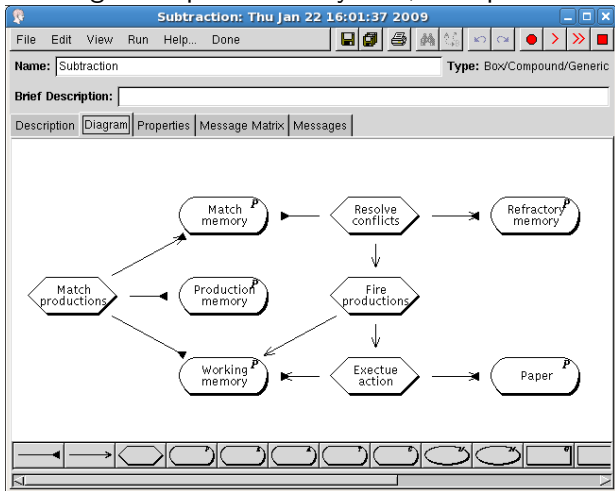 Subtraction: Thu Jan 22 16:01:37 2009
File Edit View Run Help... Done
Name: Subtraction Type: Box/Compound/Generic
Brief Description:
Description Diagram Properties Message Matrix Messages
Match P
memory
Resolve
conflicts
Refractory P
memory
Match
productions
Production P
memory
Fire
productions
Working P
memory
Exectue
action
Paper P